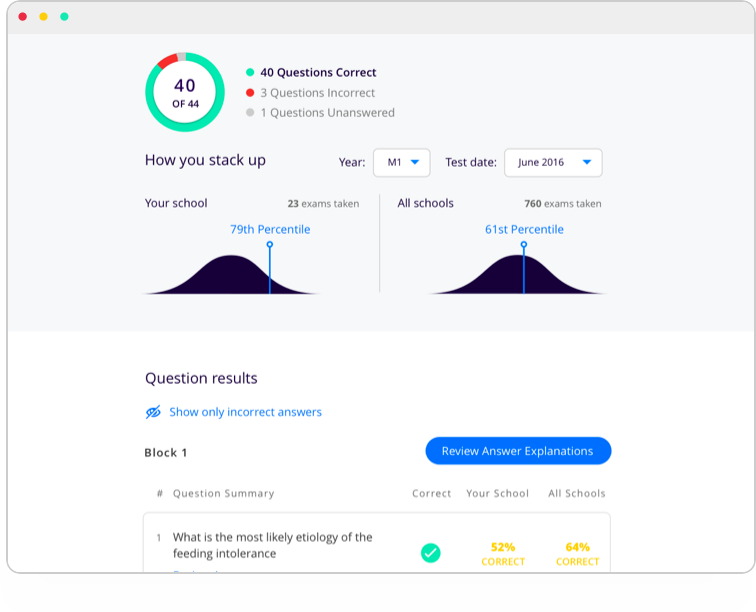 40
OF 44
40 Questions Correct
3 Questions Incorrect
1 Questions Unanswered
How you stack up
Year: M1 Test date: June 2016
Your school 23 exams taken
79th Percentile
All schools 760 exams taken
61st Percentile
Question results
Show only incorrect answers
Block 1
Review Answer Explanations
# Question Summary Correct Your School All Schools
1 What is the most likely etiology of the
feeding intolerance
52% 64%
CORRECT CORRECT